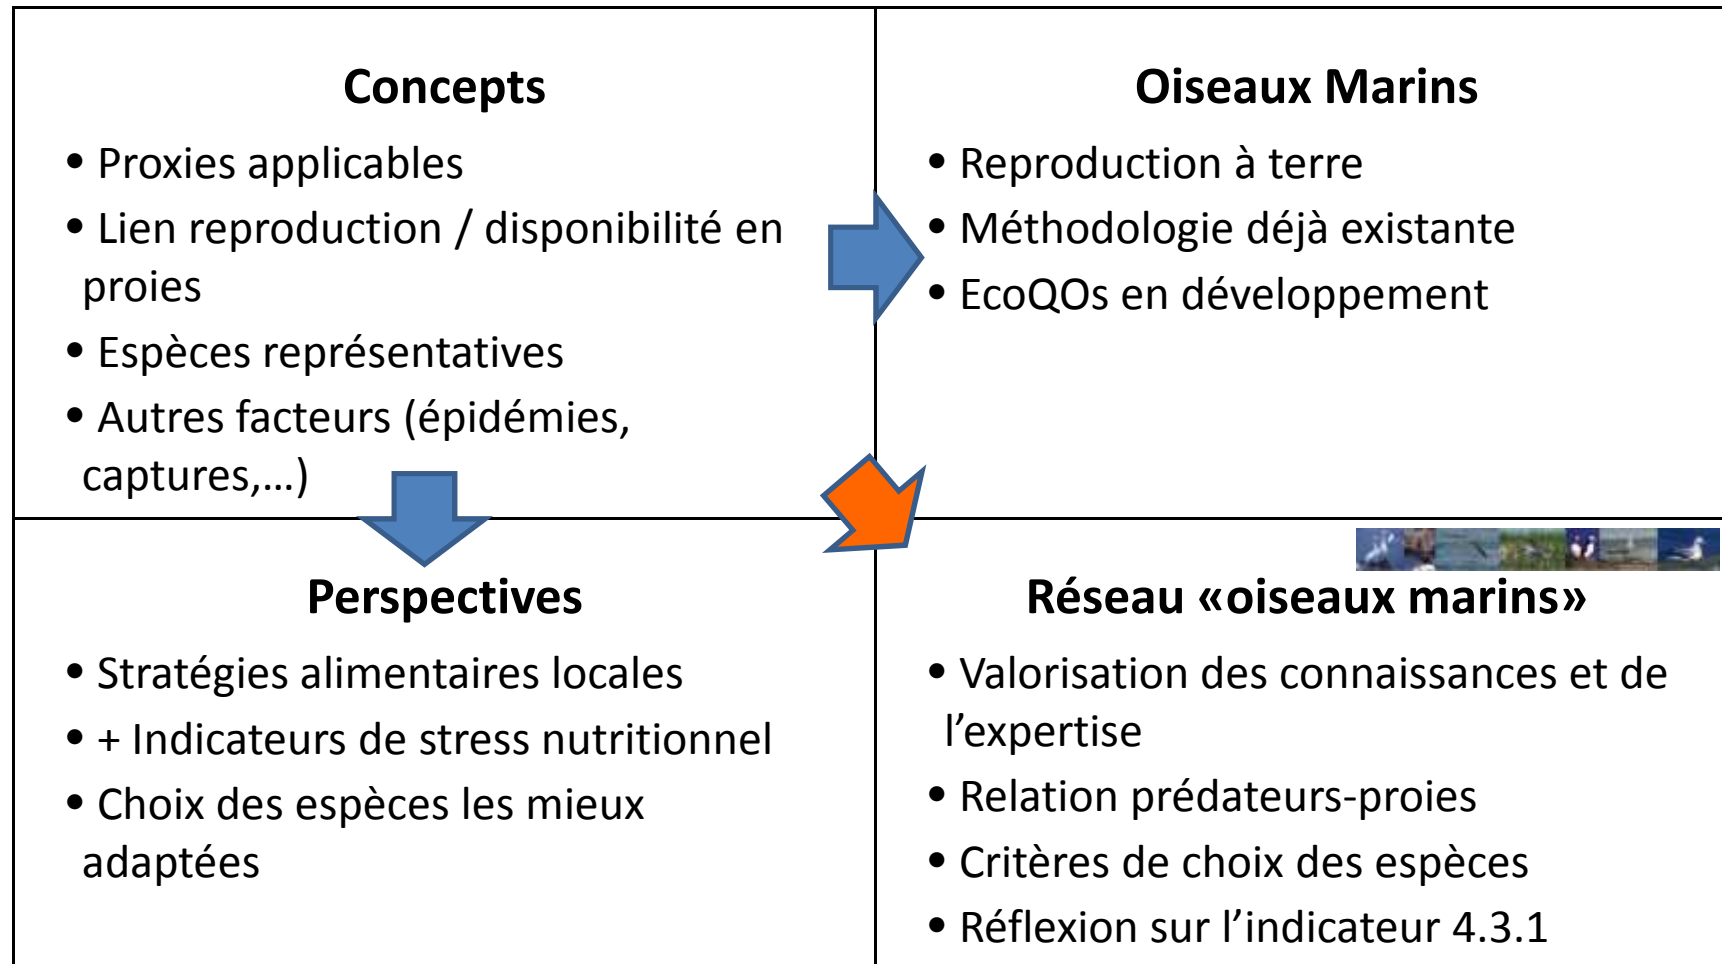 Concepts
• Proxies applicables
• Lien reproduction / disponibilité en
proies
• Espèces représentatives
• Autres facteurs (épidémies,
captures,...)
Oiseaux Marins
• Reproduction à terre
• Méthodologie déjà existante
• EcoQOs en développement
Perspectives
• Stratégies alimentaires locales
• + Indicateurs de stress nutritionnel
• Choix des espèces les mieux
adaptées
Réseau «oiseaux marins»
• Valorisation des connaissances et de
l’expertise
• Relation prédateurs-proies
• Critères de choix des espèces
• Réflexion sur l’indicateur 4.3.1